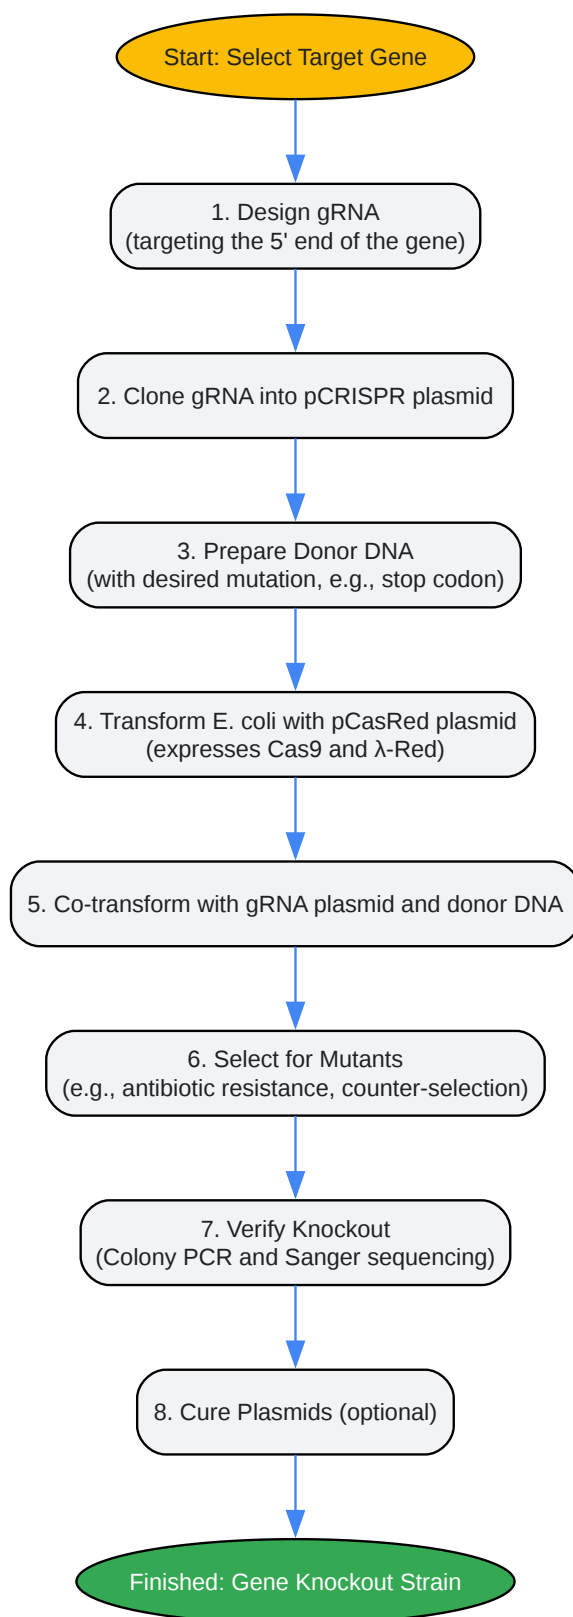 Start: Select Target Gene
1. Design gRNA
(targeting the 5' end of the gene)
2. Clone gRNA into pCRISPR plasmid
3. Prepare Donor DNA
(with desired mutation, e.g., stop codon)
4. Transform E. coli with pCasRed plasmid
(expresses Cas9 and λ-Red)
5. Co-transform with gRNA plasmid and donor DNA
6. Select for Mutants
(e.g., antibiotic resistance, counter-selection)
7. Verify Knockout
(Colony PCR and Sanger sequencing)
8. Cure Plasmids (optional)
Finished: Gene Knockout Strain